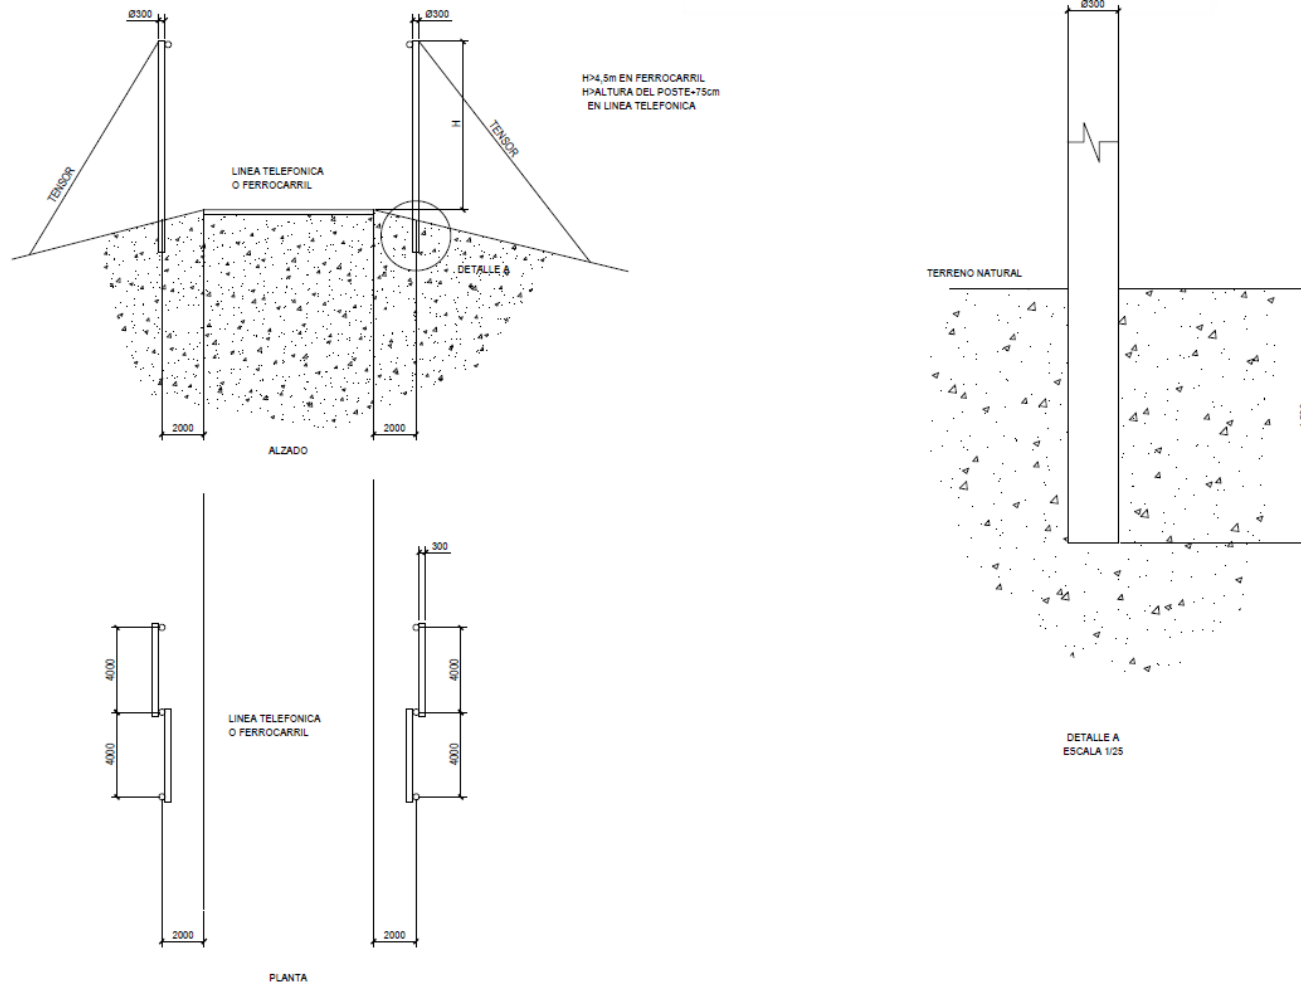 Ø300
Ø300
H>4,5m EN FERROCARRIL
H>ALTURA DEL POSTE+75cm
EN LINEA TELEFONICA
H
TENSOR
TENSOR
LINEA TELEFONICA
O FERROCARRIL
DETALLE A
2000
2000
ALZADO
300
4000
4000
4000
4000
LINEA TELEFONICA
O FERROCARRIL
2000
2000
PLANTA
Ø300
TERRENO NATURAL
DETALLE A
ESCALA 1/25